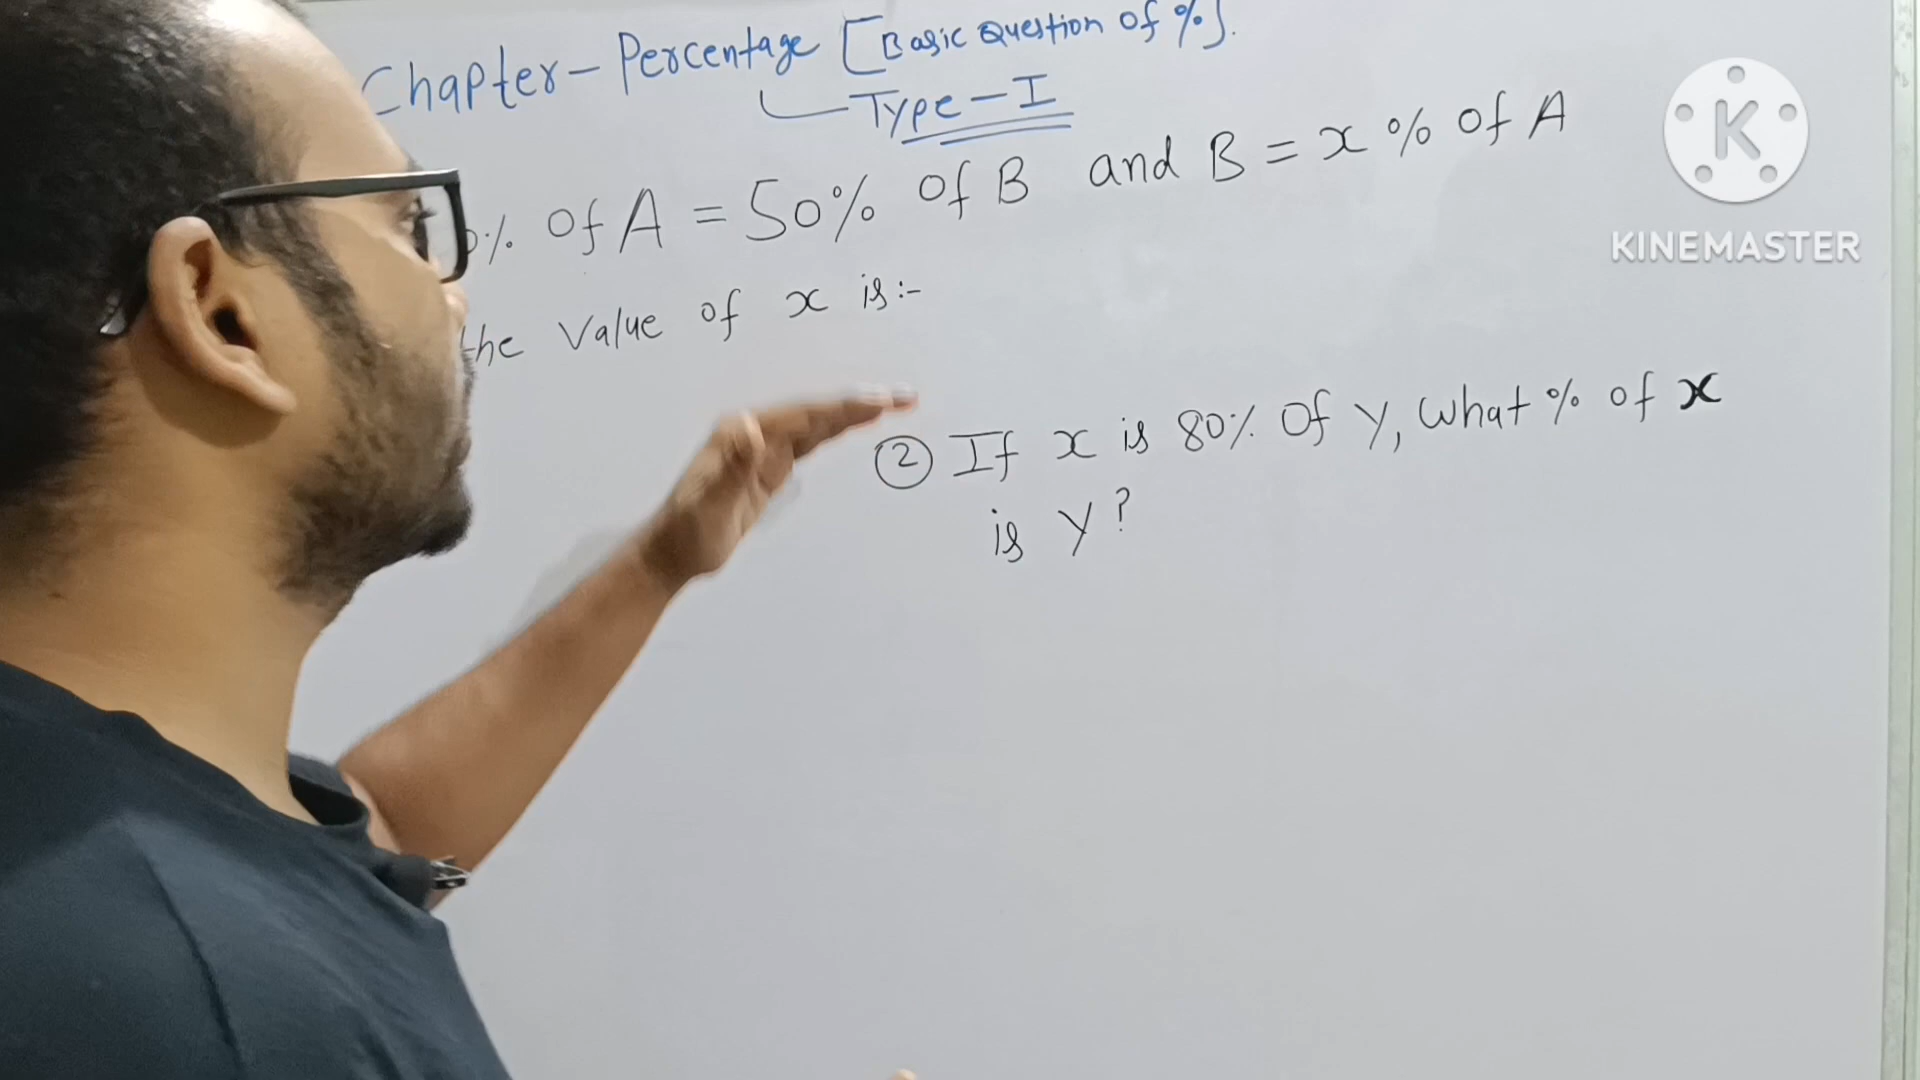 Chapter - Percentage [Basic Question of %].
Type - I
% of A = 50% of B and B = x % of A
the value of x is :-
② If x is 80% of y, what % of x
is y?
K
KINEMASTER